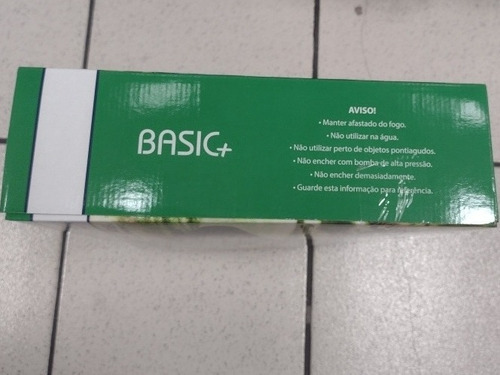 BASIC+
AVISO!
• Manter afastado do fogo.
• Não utilizar na água.
• Não utilizar perto de objetos pontiagudos.
• Não encher com bomba de alta pressão.
• Não encher demasiadamente.
• Guarde esta informação para referência.